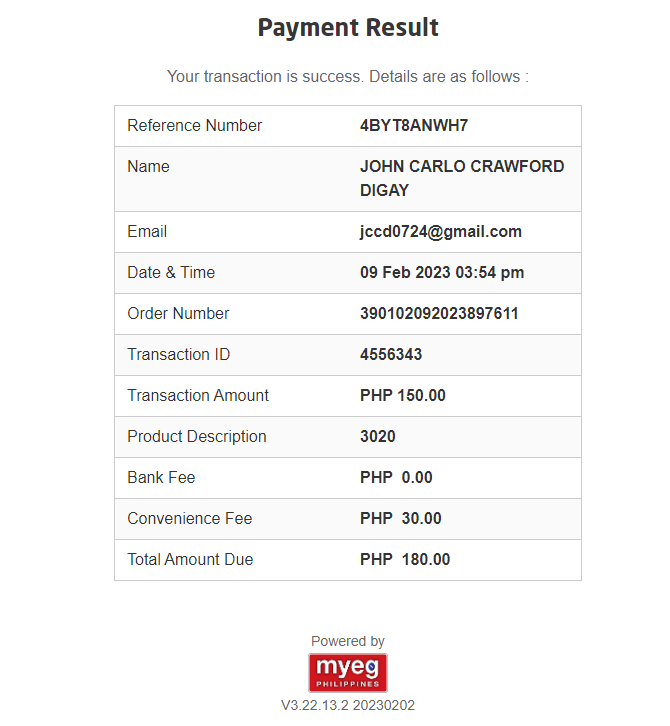 Payment Result
Your transaction is success. Details are as follows :
Reference Number 4BYT8ANWH7
Name JOHN CARLO CRAWFORD
DIGAY
Email jccd0724@gmail.com
Date & Time 09 Feb 2023 03:54 pm
Order Number 390102092023897611
Transaction ID 4556343
Transaction Amount PHP 150.00
Product Description 3020
Bank Fee PHP 0.00
Convenience Fee PHP 30.00
Total Amount Due PHP 180.00
Powered by
myeg
PHILIPPINES
V3.22.13.2 20230202